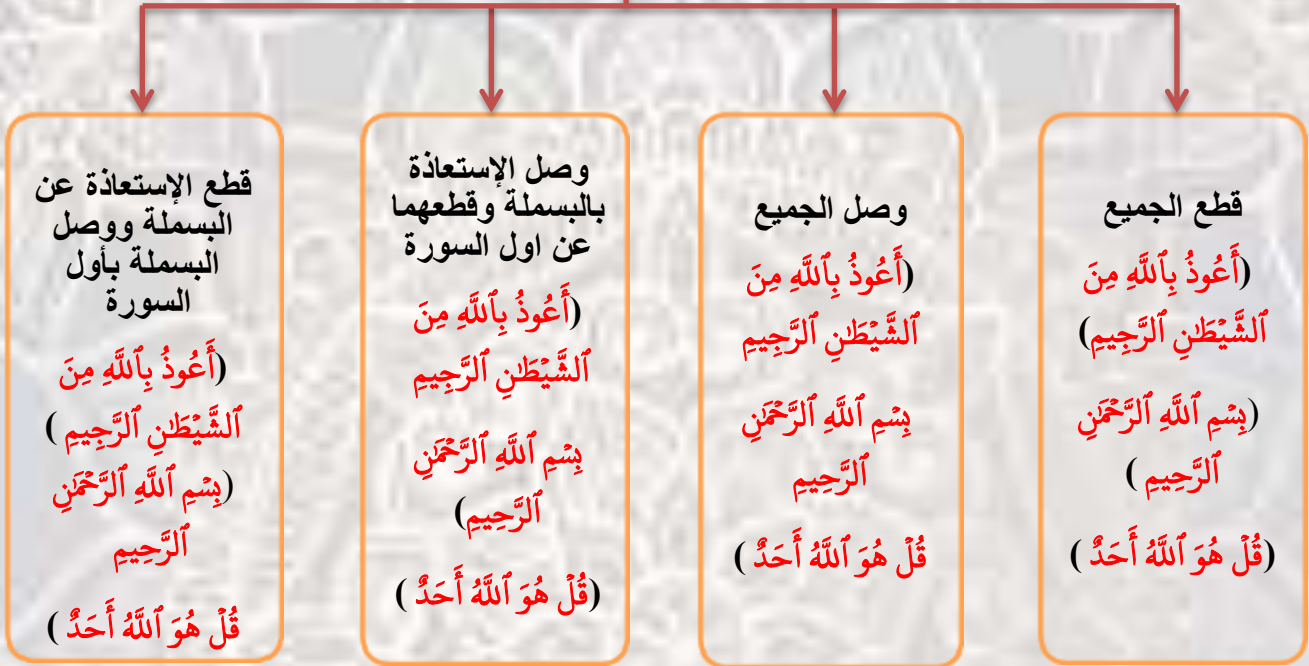 قطع الجميع
(أَعُوذُ بِٱللَّهِ مِنَ
ٱلشَّيْطَٰنِ ٱلرَّجِيمِ)
(بِسْمِ ٱللَّهِ ٱلرَّحْمَٰنِ
ٱلرَّحِيمِ )
(قُلْ هُوَ ٱللَّهُ أَحَدٌ )
وصل الجميع
(أَعُوذُ بِٱللَّهِ مِنَ
ٱلشَّيْطَٰنِ ٱلرَّجِيمِ
بِسْمِ ٱللَّهِ ٱلرَّحْمَٰنِ
ٱلرَّحِيمِ
قُلْ هُوَ ٱللَّهُ أَحَدٌ )
وصل الإستعاذة
بالبسملة وقطعهما
عن اول السورة
(أَعُوذُ بِٱللَّهِ مِنَ
ٱلشَّيْطَٰنِ ٱلرَّجِيمِ
بِسْمِ ٱللَّهِ ٱلرَّحْمَٰنِ
ٱلرَّحِيمِ)
(قُلْ هُوَ ٱللَّهُ أَحَدٌ )
قطع الإستعاذة عن
البسملة ووصل
البسملة بأول
السورة
(أَعُوذُ بِٱللَّهِ مِنَ
ٱلشَّيْطَٰنِ ٱلرَّجِيمِ )
(بِسْمِ ٱللَّهِ ٱلرَّحْمَٰنِ
ٱلرَّحِيمِ
قُلْ هُوَ ٱللَّهُ أَحَدٌ )